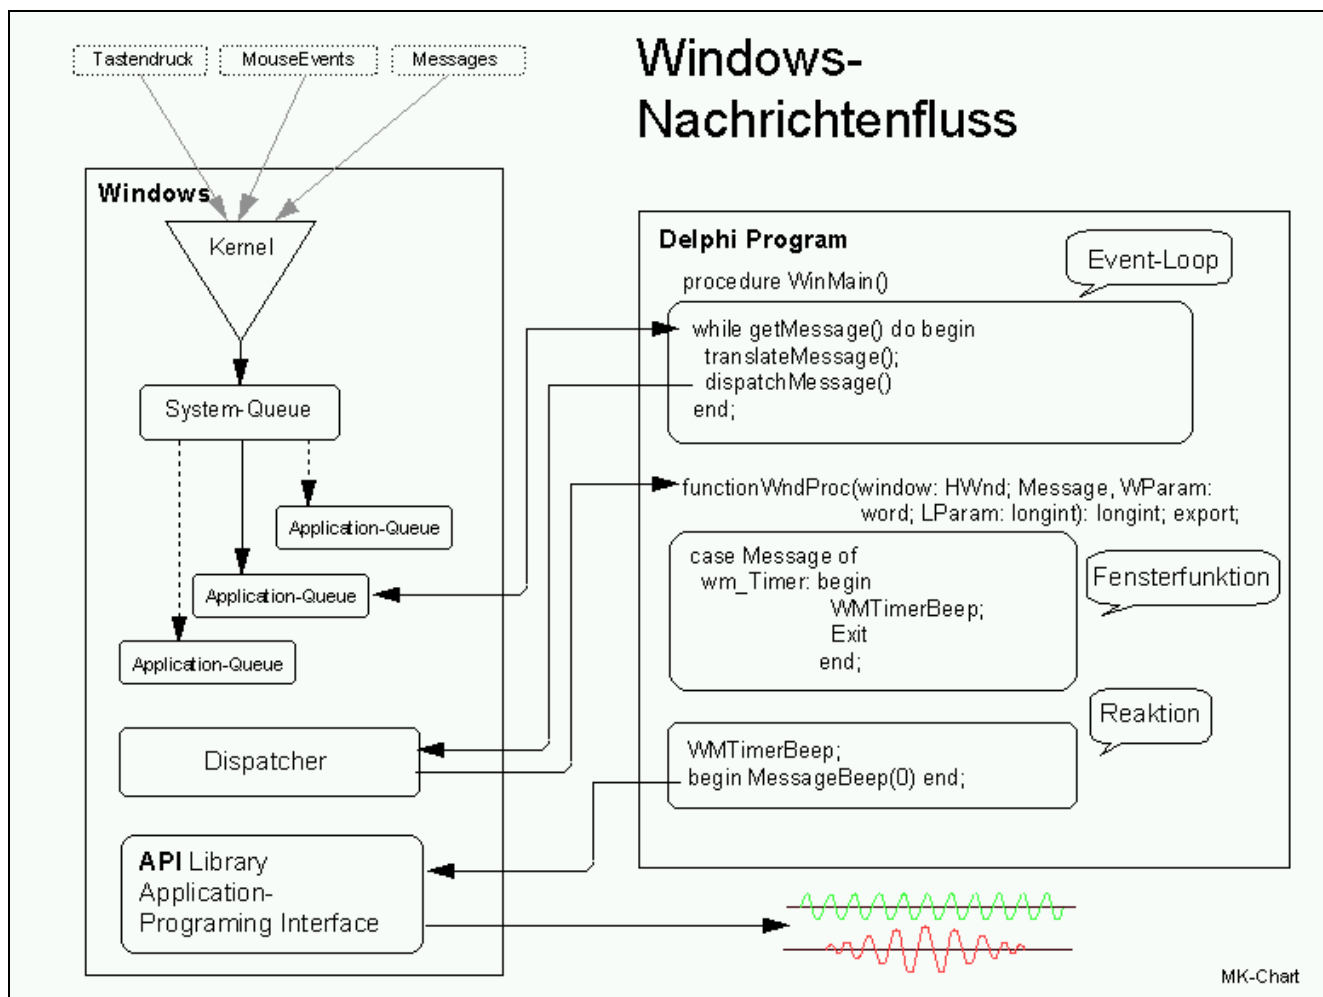 Tastendruck
MouseEvents
Messages
Windows-
Nachrichtenfluss
Windows
Kernel
System-Queue
Application-Queue
Application-Queue
Application-Queue
Dispatcher
API Library
Application-
Programing Interface
Delphi Program
Event-Loop
procedure WinMain()
while getMessage() do begin
translateMessage();
dispatchMessage()
end;
functionWndProc(window: HWnd; Message, WParam:
word; LParam: longint): longint; export;
case Message of
wm_Timer: begin
WMTimerBeep;
Exit
end;
Fensterfunktion
Reaktion
WMTimerBeep;
begin MessageBeep(0) end;
MK-Chart